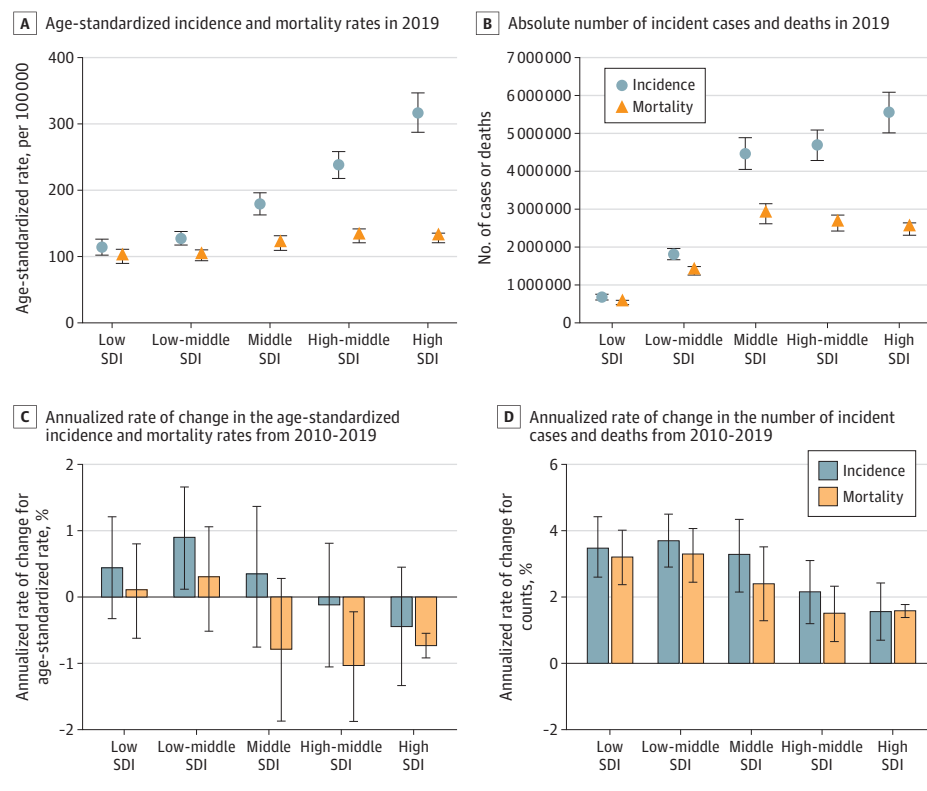 A Age-standardized incidence and mortality rates in 2019
Age-standardized rate, per 100000
400
300
200
100
0
Low SDI
Low-middle SDI
Middle SDI
High-middle SDI
High SDI
B Absolute number of incident cases and deaths in 2019
No. of cases or deaths
7000000
6000000
5000000
4000000
3000000
2000000
1000000
0
Incidence
Mortality
Low SDI
Low-middle SDI
Middle SDI
High-middle SDI
High SDI
C Annualized rate of change in the age-standardized
incidence and mortality rates from 2010-2019
Annualized rate of change for
age-standardized rate, %
2
1
0
-1
-2
Low SDI
Low-middle SDI
Middle SDI
High-middle SDI
High SDI
D Annualized rate of change in the number of incident
cases and deaths from 2010-2019
Annualized rate of change for
counts, %
6
4
2
0
-2
Incidence
Mortality
Low SDI
Low-middle SDI
Middle SDI
High-middle SDI
High SDI